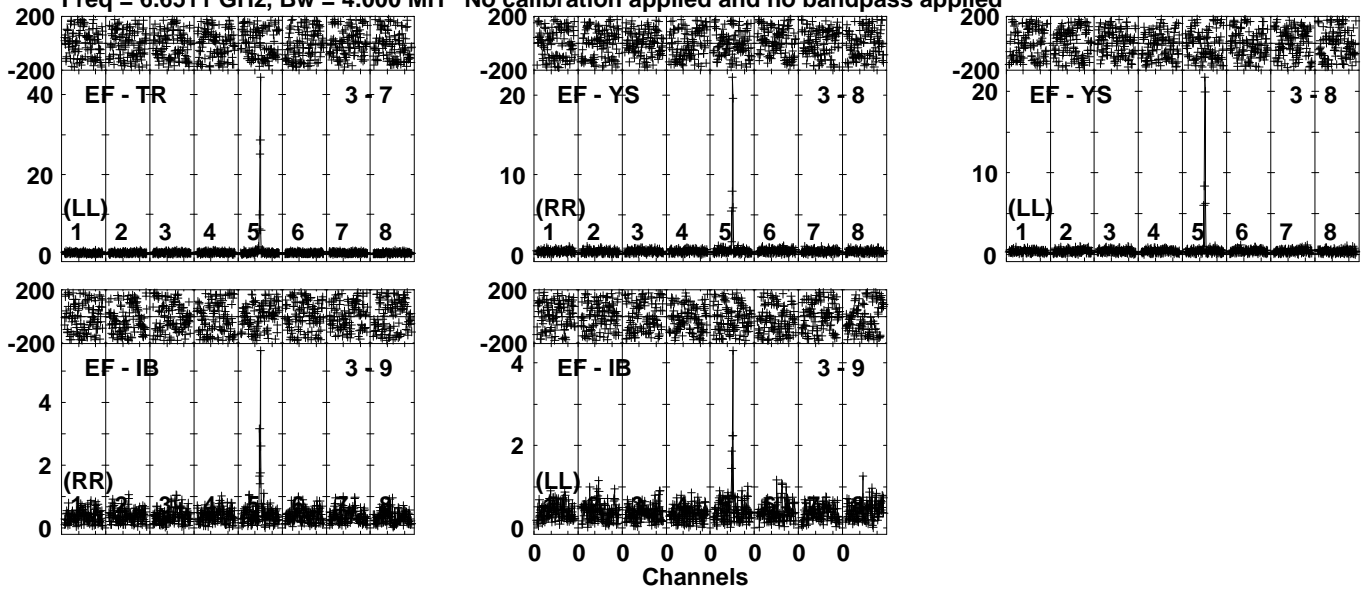 Freq = 6.6511 GHz, Bw = 4.000 MH No calibration applied and no bandpass applied
200
-200
EF - TR 3 - 7
40
20
0
(LL)
1 2 3 4 5 6 7 8
200
-200
EF - YS 3 - 8
20
10
0
(RR)
1 2 3 4 5 6 7 8
200
-200
EF - YS 3 - 8
20
10
0
(LL)
1 2 3 4 5 6 7 8
200
-200
EF - IB 3 - 9
4
2
0
(RR)
1 2 3 4 5 6 7 8
200
-200
EF - IB 3 - 9
4
2
0
(LL)
3 5 6 7 8
0 0 0 0 0 0 0 0
Channels